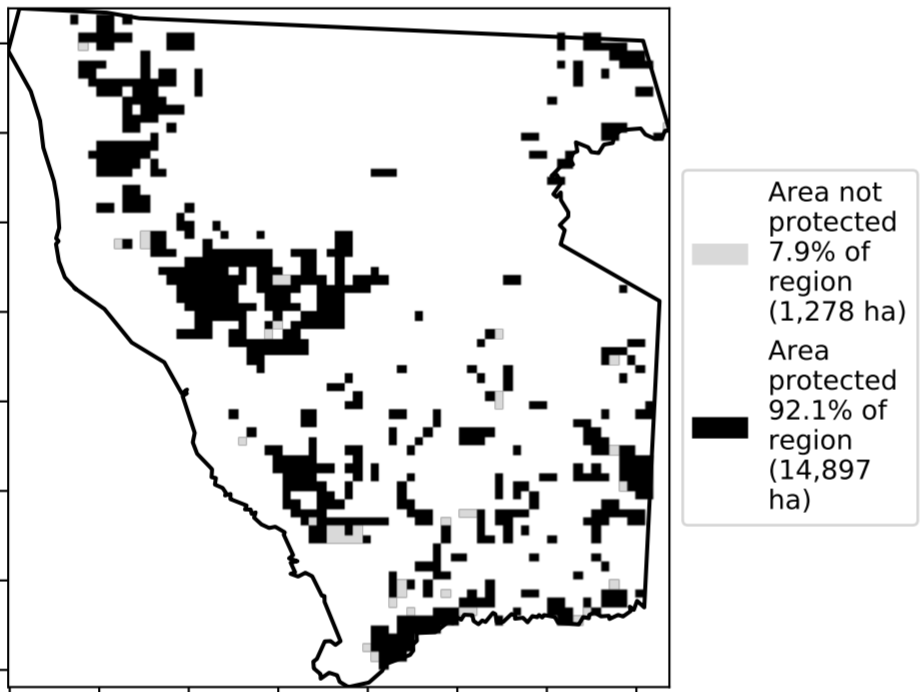 Area not
protected
7.9% of
region
(1,278 ha)
Area
protected
92.1% of
region
(14,897
ha)